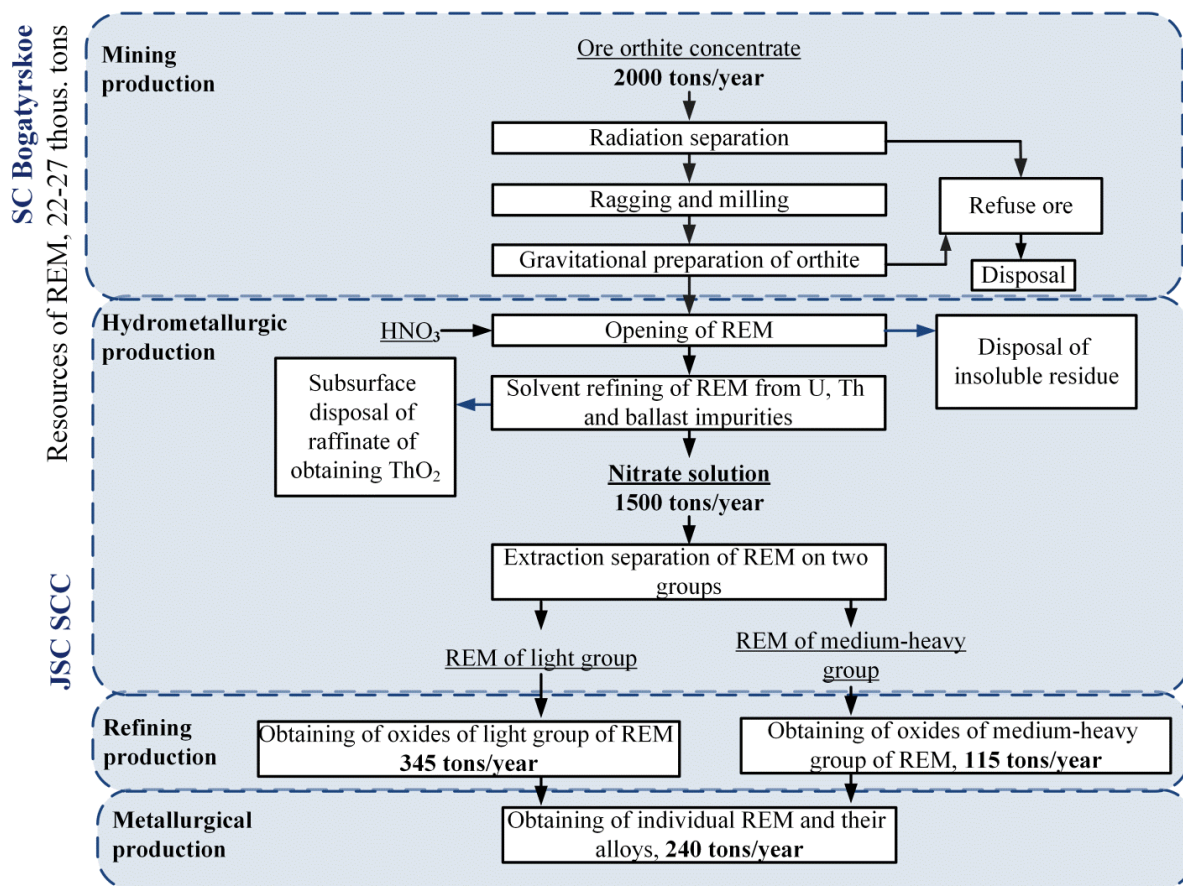 SC Bogatyrskoe
Resources of REM, 22-27 thous. tons
JSC SCC
Mining
production
Ore orthite concentrate
2000 tons/year
Radiation separation
Ragging and milling
Gravitational preparation of orthite
Refuse ore
Disposal
Hydrometallurgic
production
HNO₃
Opening of REM
Disposal of
insoluble residue
Solvent refining of REM from U, Th
and ballast impurities
Subsurface
disposal of
raffinate of
obtaining ThO₂
Nitrate solution
1500 tons/year
Extraction separation of REM on two
groups
REM of light group
REM of medium-heavy
group
Refining
production
Obtaining of oxides of light group of REM
345 tons/year
Obtaining of oxides of medium-heavy
group of REM, 115 tons/year
Metallurgical
production
Obtaining of individual REM and their
alloys, 240 tons/year